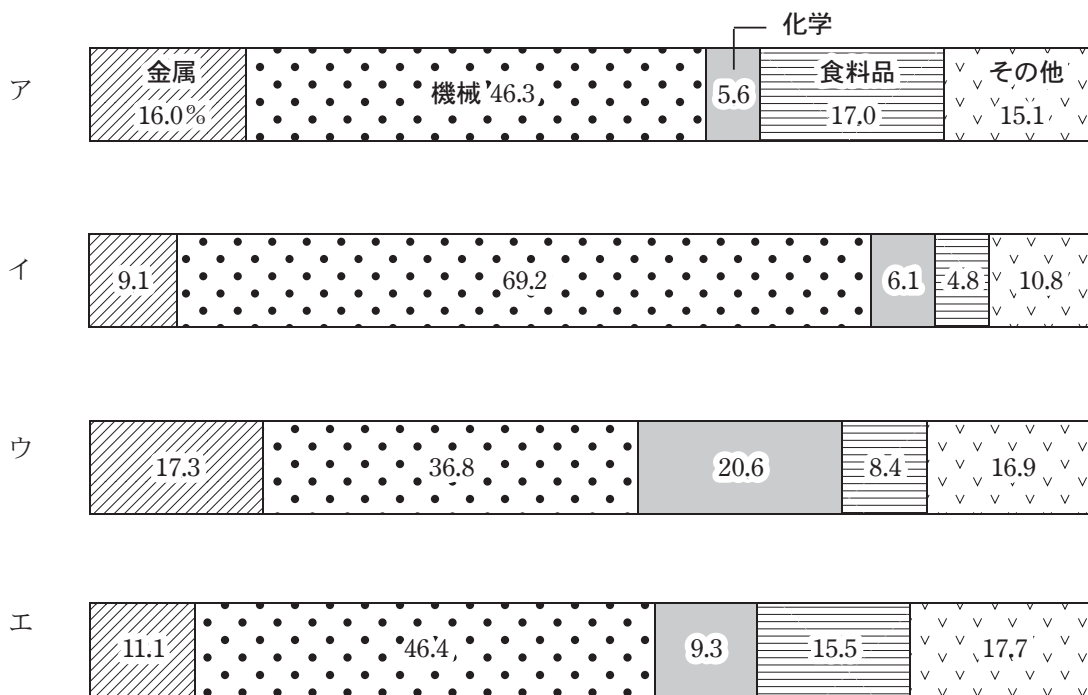 化学
ア 金属 16.0% 機械 46.3 5.6 食料品 17.0 その他 15.1
イ 9.1 69.2 6.1 4.8 10.8
ウ 17.3 36.8 20.6 8.4 16.9
エ 11.1 46.4 9.3 15.5 17.7